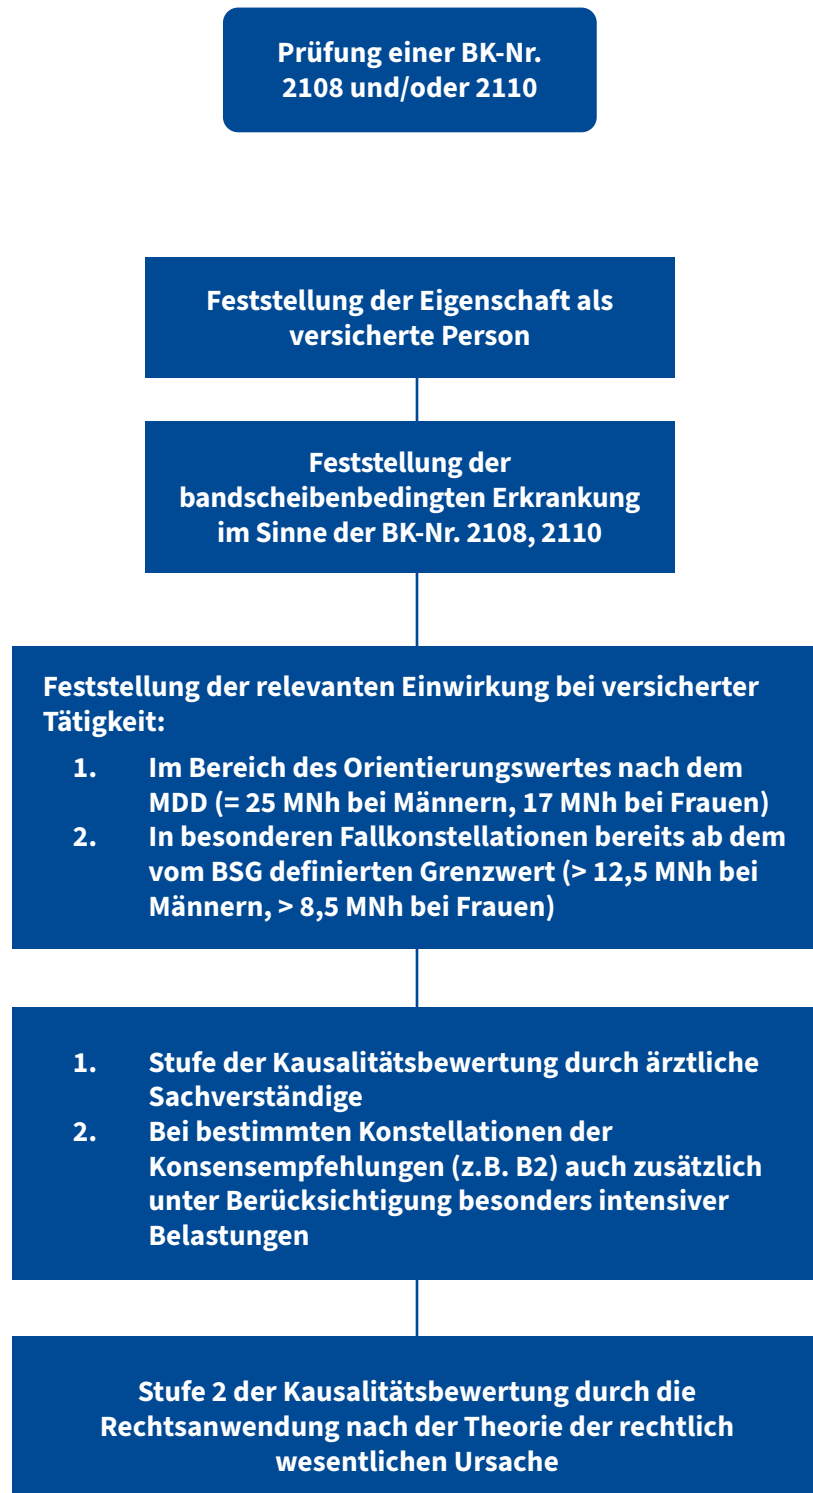 Prüfung einer BK-Nr.
2108 und/oder 2110
Feststellung der Eigenschaft als
versicherte Person
Feststellung der
bandscheibenbedingten Erkrankung
im Sinne der BK-Nr. 2108, 2110
Feststellung der relevanten Einwirkung bei versicherter
Tätigkeit:
1. Im Bereich des Orientierungswertes nach dem
MDD (= 25 MNh bei Männern, 17 MNh bei Frauen)
2. In besonderen Fallkonstellationen bereits ab dem
vom BSG definierten Grenzwert (> 12,5 MNh bei
Männern, > 8,5 MNh bei Frauen)
1. Stufe der Kausalitätsbewertung durch ärztliche
Sachverständige
2. Bei bestimmten Konstellationen der
Konsensempfehlungen (z.B. B2) auch zusätzlich
unter Berücksichtigung besonders intensiver
Belastungen
Stufe 2 der Kausalitätsbewertung durch die
Rechtsanwendung nach der Theorie der rechtlich
wesentlichen Ursache